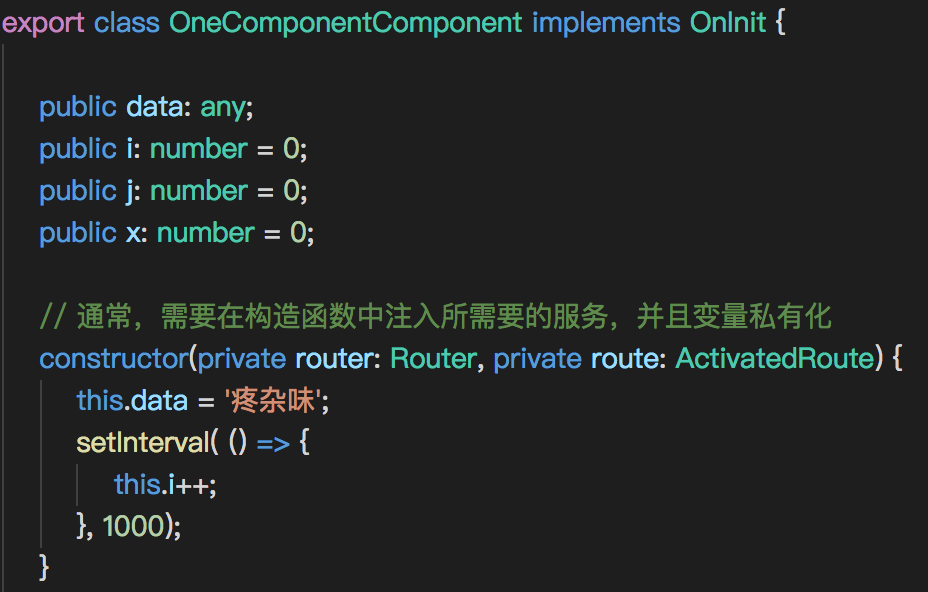 export class OneComponentComponent implements OnInit {
public data: any;
public i: number = 0;
public j: number = 0;
public x: number = 0;
// 通常，需要在构造函数中注入所需要的服务，并且变量私有化
constructor(private router: Router, private route: ActivatedRoute) {
this.data = '疼杂味';
setInterval( () => {
this.i++;
}, 1000);
}